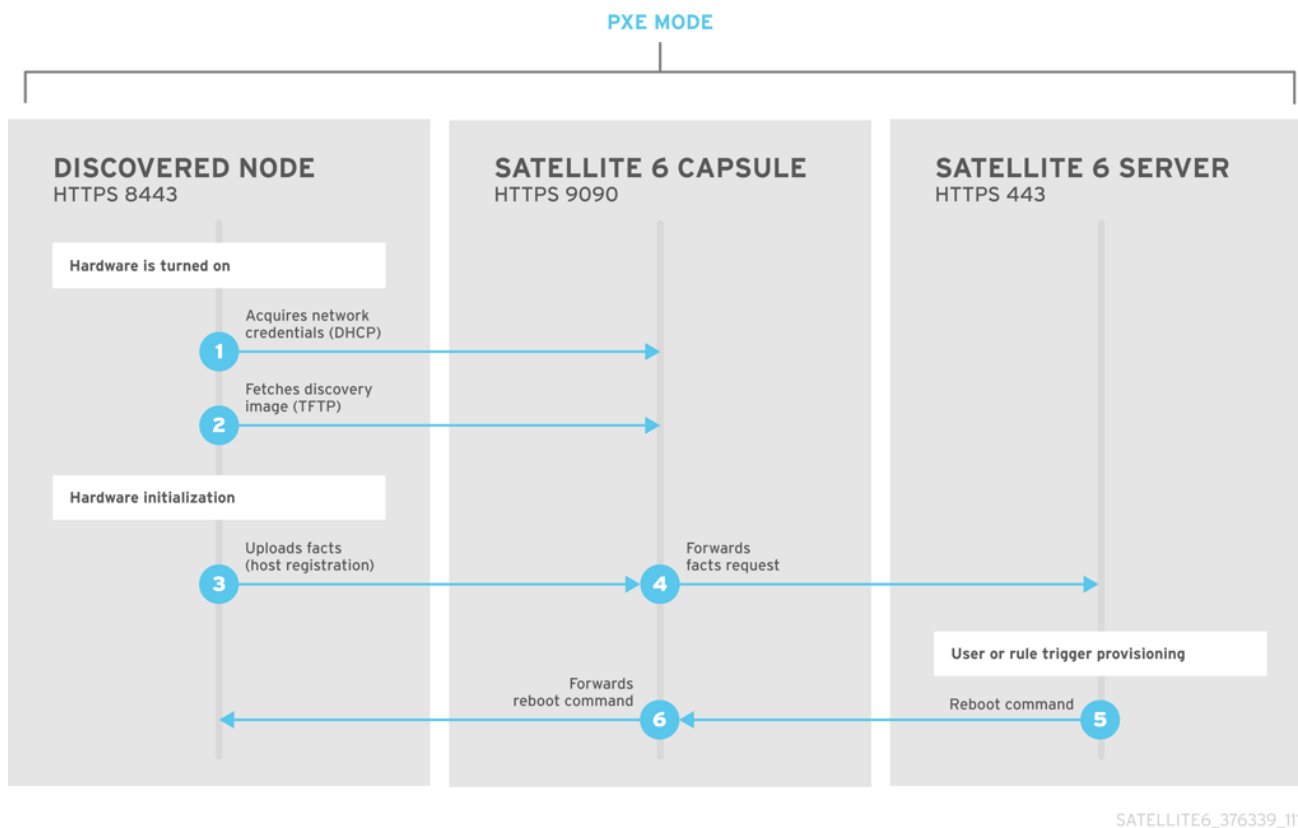 PXE MODE
DISCOVERED NODE
HTTPS 8443
Hardware is turned on
Acquires network
credentials (DHCP)
1
Fetches discovery
image (TFTP)
2
Hardware initialization
Uploads facts
(host registration)
3
SATELLITE 6 CAPSULE
HTTPS 9090
4
Forwards
facts request
Forwards
reboot command
6
SATELLITE 6 SERVER
HTTPS 443
User or rule trigger provisioning
Reboot command
5
SATELLITE6_376339_11